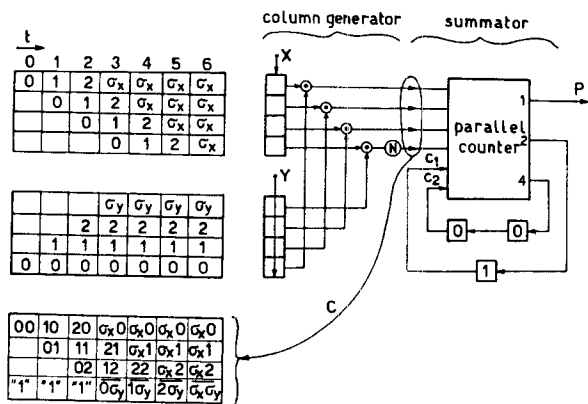 t
0 1 2 3 4 5 6
0 1 2 σx σx σx σx
0 1 2 σx σx σx
0 1 2 σx σx
0 1 2 σx
σy σy σy σy
2 2 2 2 2
1 1 1 1 1 1
0 0 0 0 0 0 0
00 10 20 σx0 σx0 σx0 σx0
01 11 21 σx1 σx1 σx1
02 12 22 σx2 σx2
"1" "1" "1" 0σy 1σy 2σy σxσy
column generator
X
N
Y
C
summator
parallel
counter
1
2
4
c1
c2
P
0 0
1